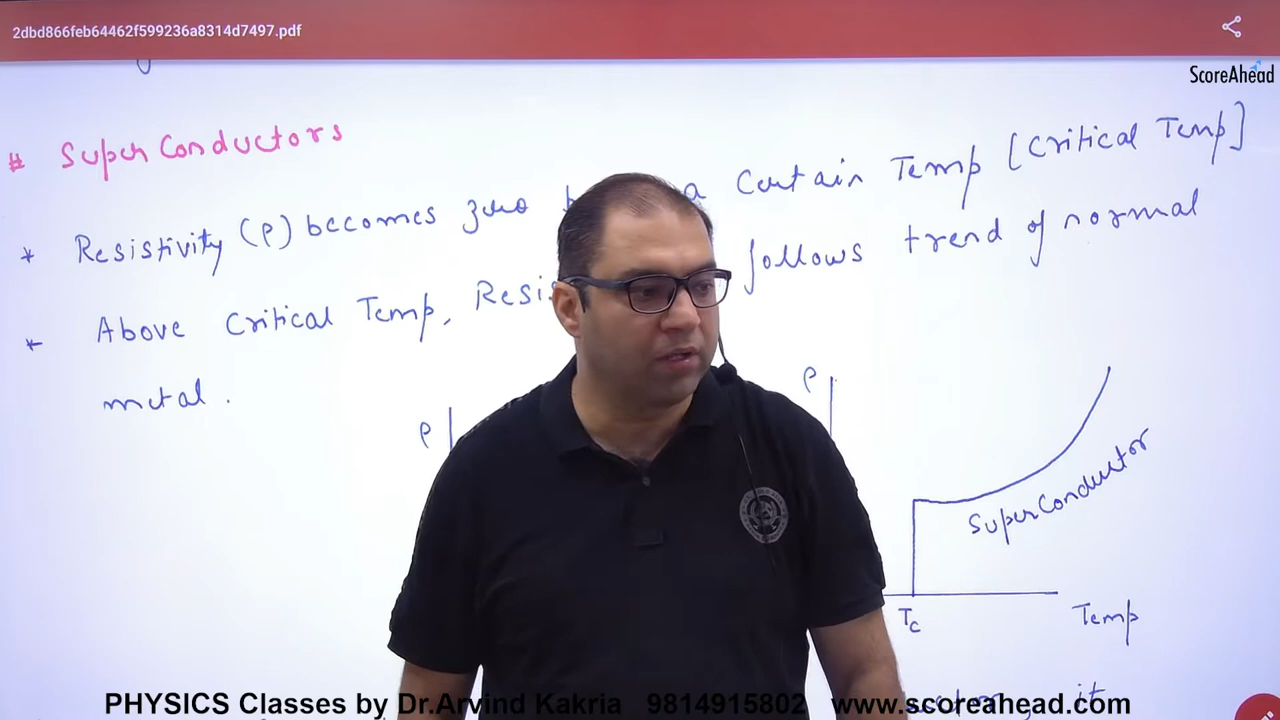 2dbd866feb64462f599236a8314d7497.pdf
ScoreAhead
# Super Conductors
* Resistivity (ρ) becomes zero a Certain Temp [Critical Temp]
* Above Critical Temp, follows trend of normal
metal.
ρ
ρ
SuperConductor
Tc
Temp
it
PHYSICS Classes by Dr.Arvind Kakria 9814915802 www.scoreahead.com